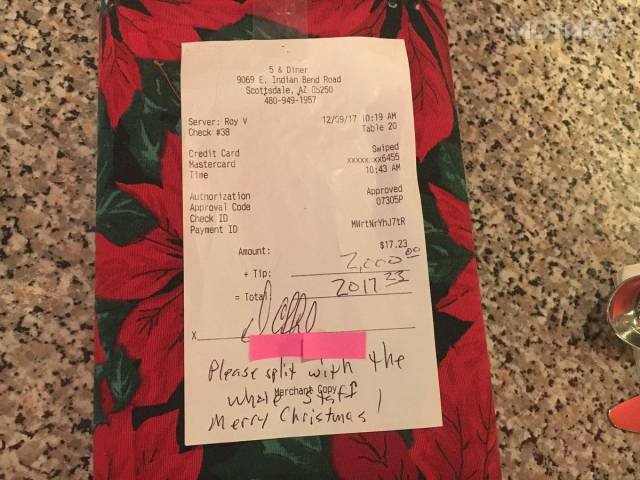 МОТИКА
5 & Diner
9069 E. Indian Bend Road
Scottsdale, AZ 85250
480-949-1957
Server: Roy V 12/09/17 10:19 AM
Check #38 Table 20
Credit Card Swiped
Mastercard xxxxx xx6455
Time 10:43 AM
Authorization Approved
Approval Code 07305P
Check ID
Payment ID MWrtNrYhJ7tR
Amount: $17.23
+ Tip: 2,000.00
= Total: 2017 23
X
Please split with the
Merchant Copy
whole staff
Merry Christmas!